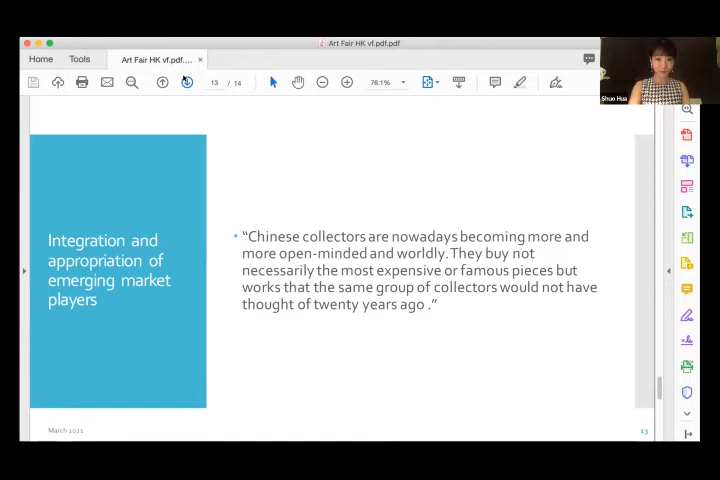 Art Fair HK vf.pdf.pdf
Home
Tools
Art Fair HK vf.pdf.... ×
13 / 14
76.1%
Shuo Hua
Integration and
appropriation of
emerging market
players
• “Chinese collectors are nowadays becoming more and
more open-minded and worldly. They buy not
necessarily the most expensive or famous pieces but
works that the same group of collectors would not have
thought of twenty years ago .”
March 2021
13